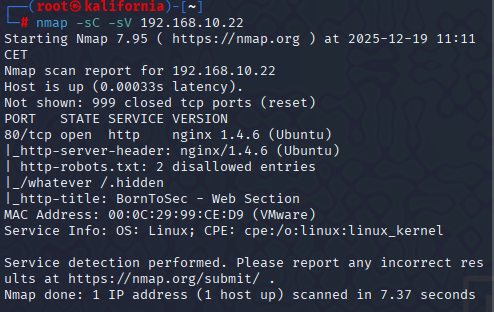 ┌──(root㉿kalifornia)-[~]
└─# nmap -sC -sV 192.168.10.22
Starting Nmap 7.95 ( https://nmap.org ) at 2025-12-19 11:11
CET
Nmap scan report for 192.168.10.22
Host is up (0.00033s latency).
Not shown: 999 closed tcp ports (reset)
PORT   STATE SERVICE VERSION
80/tcp open  http    nginx 1.4.6 (Ubuntu)
|_http-server-header: nginx/1.4.6 (Ubuntu)
| http-robots.txt: 2 disallowed entries
|_/whatever /.hidden
|_http-title: BornToSec - Web Section
MAC Address: 00:0C:29:99:CE:D9 (VMware)
Service Info: OS: Linux; CPE: cpe:/o:linux:linux_kernel
Service detection performed. Please report any incorrect res
ults at https://nmap.org/submit/ .
Nmap done: 1 IP address (1 host up) scanned in 7.37 seconds